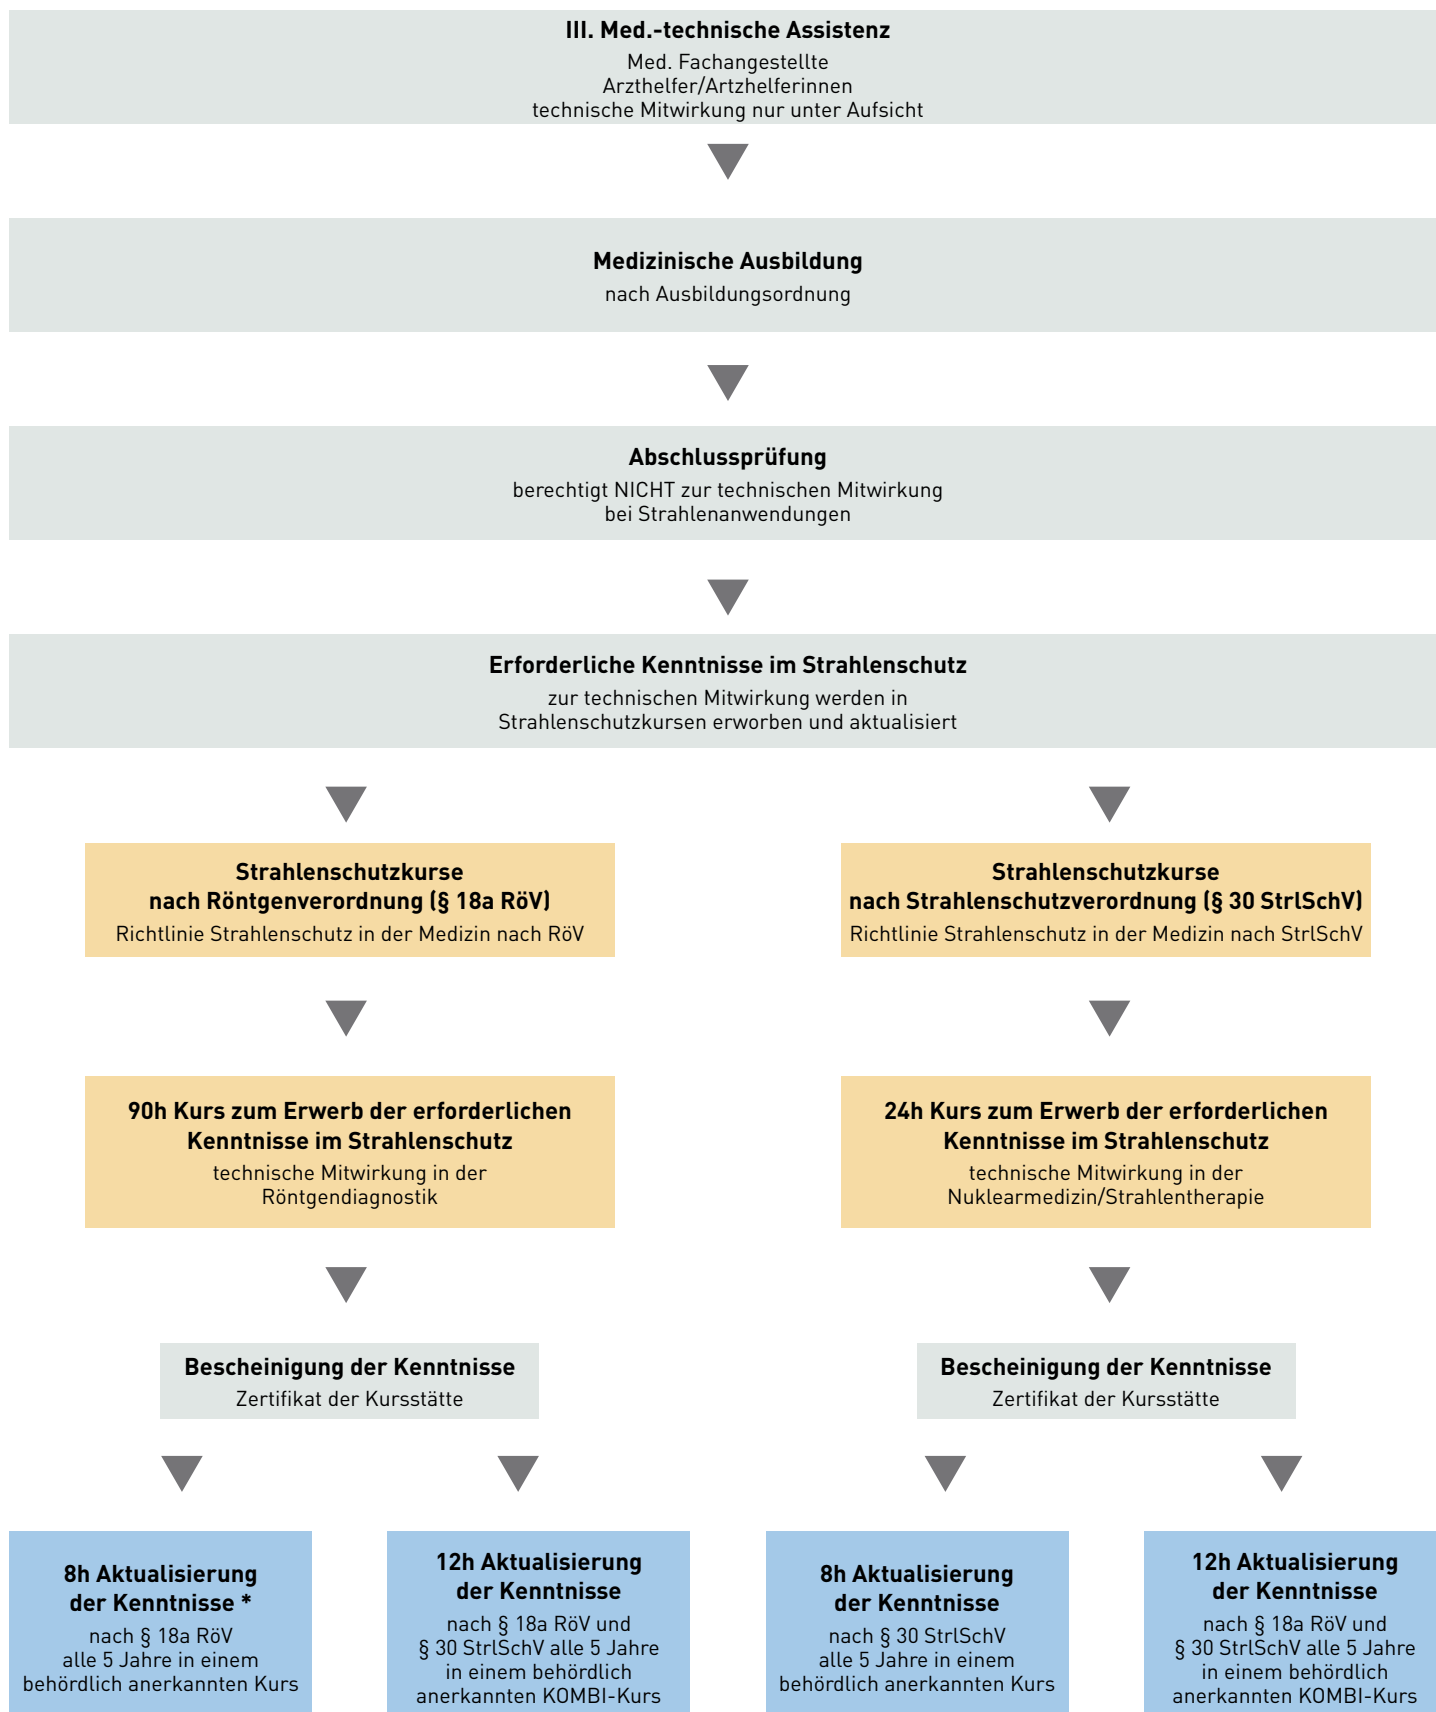 III. Med.-technische Assistenz
Med. Fachangestellte
Arzthelfer/Artzhelferinnen
technische Mitwirkung nur unter Aufsicht
Medizinische Ausbildung
nach Ausbildungsordnung
Abschlussprüfung
berechtigt NICHT zur technischen Mitwirkung
bei Strahlenanwendungen
Erforderliche Kenntnisse im Strahlenschutz
zur technischen Mitwirkung werden in
Strahlenschutzkursen erworben und aktualisiert
Strahlenschutzkurse
nach Röntgenverordnung (§ 18a RöV)
Richtlinie Strahlenschutz in der Medizin nach RöV
Strahlenschutzkurse
nach Strahlenschutzverordnung (§ 30 StrlSchV)
Richtlinie Strahlenschutz in der Medizin nach StrlSchV
90h Kurs zum Erwerb der erforderlichen
Kenntnisse im Strahlenschutz
technische Mitwirkung in der
Röntgendiagnostik
24h Kurs zum Erwerb der erforderlichen
Kenntnisse im Strahlenschutz
technische Mitwirkung in der
Nuklearmedizin/Strahlentherapie
Bescheinigung der Kenntnisse
Zertifikat der Kursstätte
Bescheinigung der Kenntnisse
Zertifikat der Kursstätte
8h Aktualisierung
der Kenntnisse *
nach § 18a RöV
alle 5 Jahre in einem
behördlich anerkannten Kurs
12h Aktualisierung
der Kenntnisse
nach § 18a RöV und
§ 30 StrlSchV alle 5 Jahre
in einem behördlich
anerkannten KOMBI-Kurs
8h Aktualisierung
der Kenntnisse
nach § 30 StrlSchV
alle 5 Jahre in einem
behördlich anerkannten Kurs
12h Aktualisierung
der Kenntnisse
nach § 18a RöV und
§ 30 StrlSchV alle 5 Jahre
in einem behördlich
anerkannten KOMBI-Kurs